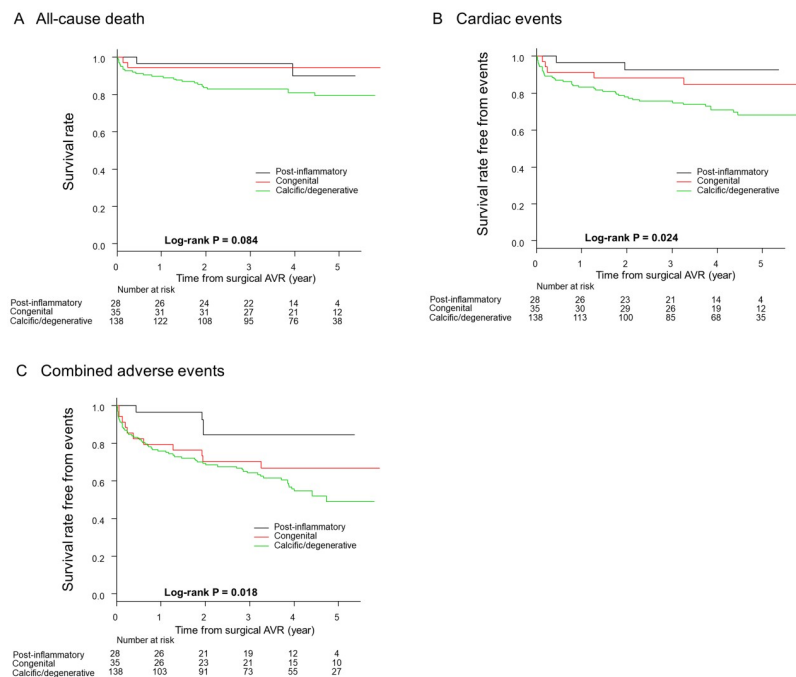 A All-cause death
Survival rate
1.0
0.8
0.6
0.4
0.2
0.0
Post-inflammatory
Congenital
Calcific/degenerative
Log-rank P = 0.084
0 1 2 3 4 5
Time from surgical AVR (year)
Number at risk
Post-inflammatory 28 26 24 22 14 4
Congenital 35 31 31 27 21 12
Calcific/degenerative 138 122 108 95 76 38
B Cardiac events
Survival rate free from events
1.0
0.8
0.6
0.4
0.2
0.0
Post-inflammatory
Congenital
Calcific/degenerative
Log-rank P = 0.024
0 1 2 3 4 5
Time from surgical AVR (year)
Number at risk
Post-inflammatory 28 26 23 21 14 4
Congenital 35 30 29 26 19 12
Calcific/degenerative 138 113 100 85 68 35
C Combined adverse events
Survival rate free from events
1.0
0.8
0.6
0.4
0.2
0.0
Post-inflammatory
Congenital
Calcific/degenerative
Log-rank P = 0.018
0 1 2 3 4 5
Time from surgical AVR (year)
Number at risk
Post-inflammatory 28 26 21 19 12 4
Congenital 35 26 23 21 15 10
Calcific/degenerative 138 103 91 73 55 27